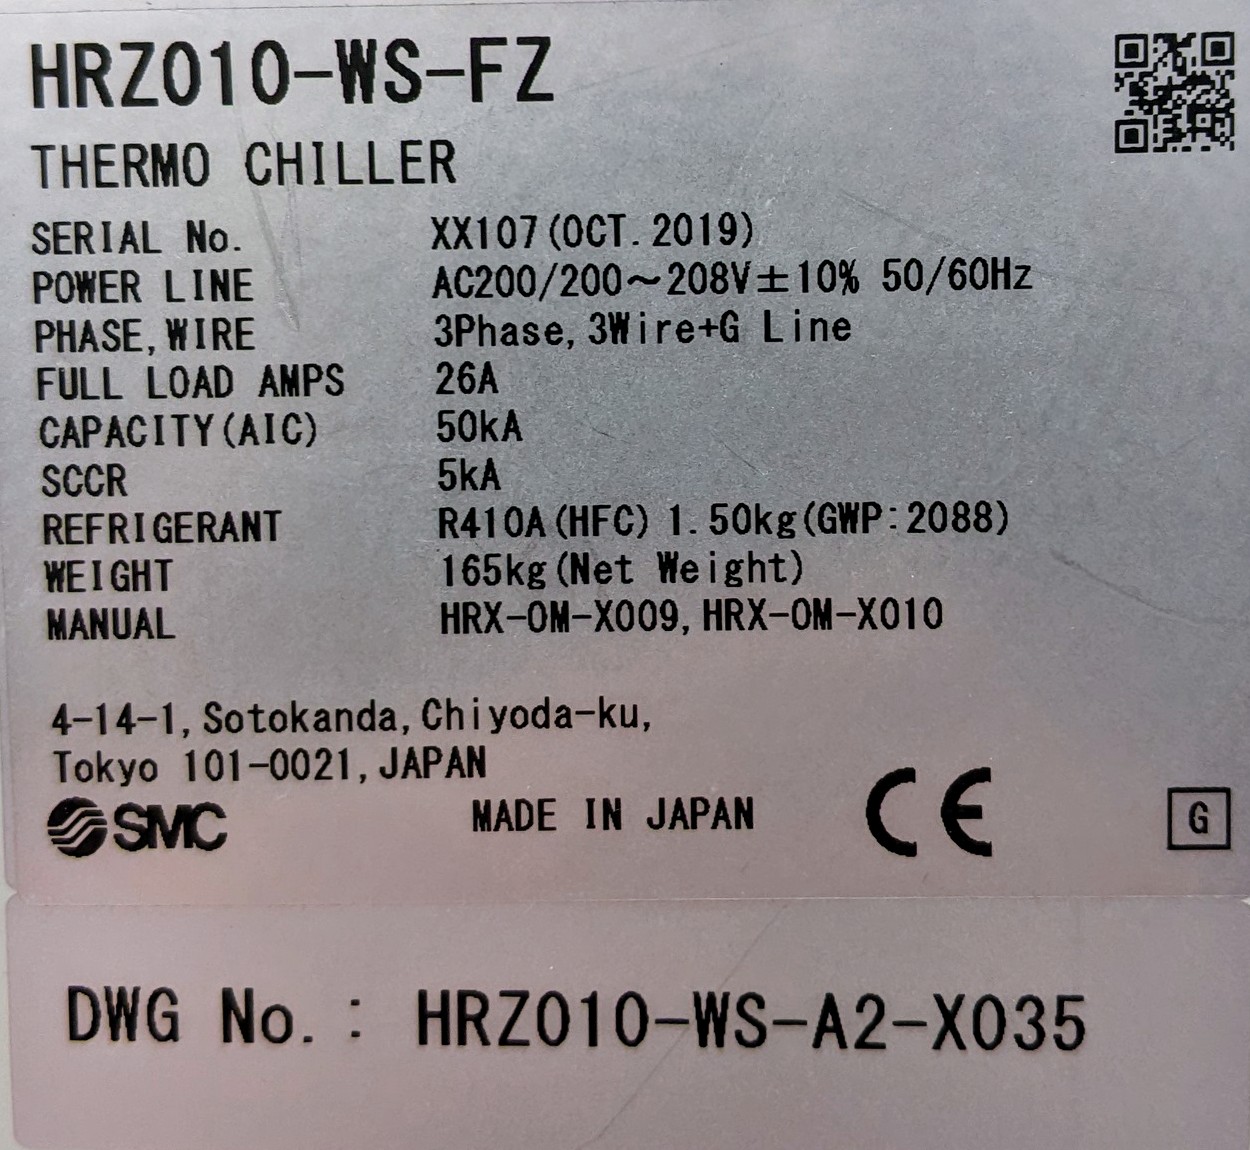 HRZ010-WS-FZ
THERMO CHILLER
SERIAL No. XX107(OCT.2019)
POWER LINE AC200/200～208V±10% 50/60Hz
PHASE,WIRE 3Phase,3Wire+G Line
FULL LOAD AMPS 26A
CAPACITY(AIC) 50kA
SCCR 5kA
REFRIGERANT R410A(HFC) 1.50kg(GWP:2088)
WEIGHT 165kg(Net Weight)
MANUAL HRX-OM-X009,HRX-OM-X010
4-14-1,Sotokanda,Chiyoda-ku,
Tokyo 101-0021,JAPAN
SMC MADE IN JAPAN CE G
DWG No.: HRZ010-WS-A2-X035